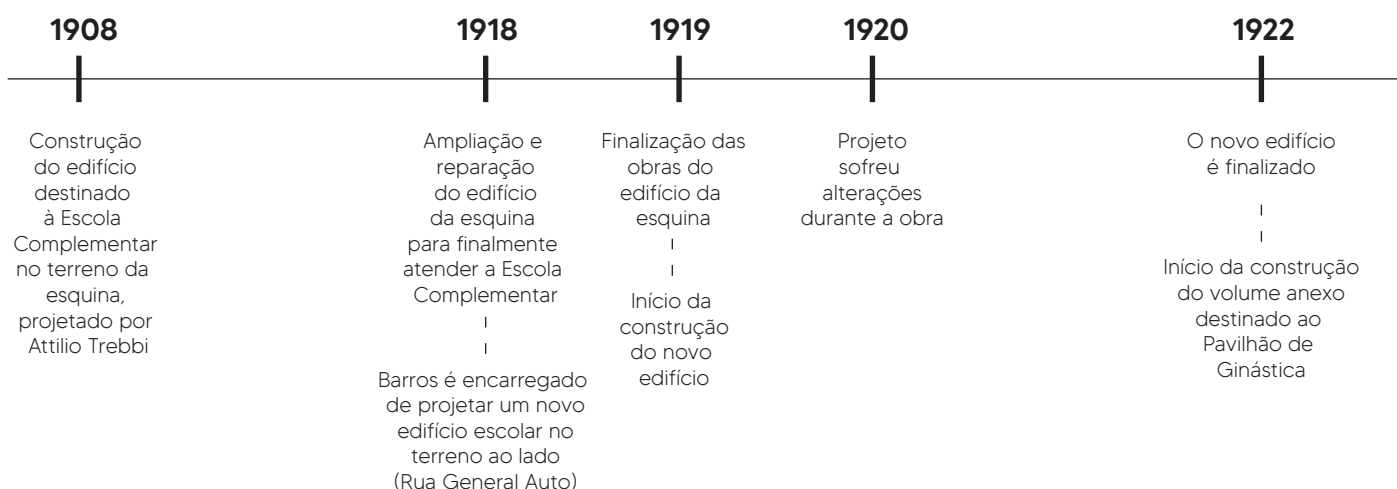 1908
Construção
do edifício
destinado
à Escola
Complementar
no terreno da
esquina,
projetado por
Attilio Trebbi
1918
Ampliação e
reparação
do edifício
da esquina
para finalmente
atender a Escola
Complementar
Barros é encarregado
de projetar um novo
edifício escolar no
terreno ao lado
(Rua General Auto)
1919
Finalização das
obras do
edifício da
esquina
Início da
construção
do novo
edifício
1920
Projeto
sofreu
alterações
durante a obra
1922
O novo edifício
é finalizado
Início da construção
do volume anexo
destinado ao
Pavilhão de
Ginástica